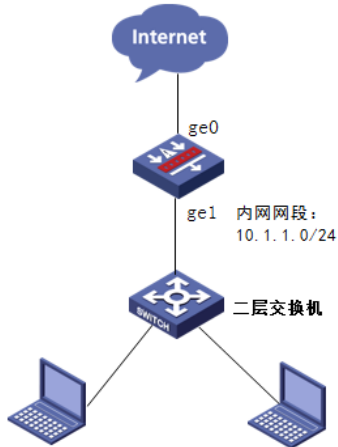 Internet
ge0
ge1 内网网段：
10.1.1.0/24
二层交换机
SWITCH